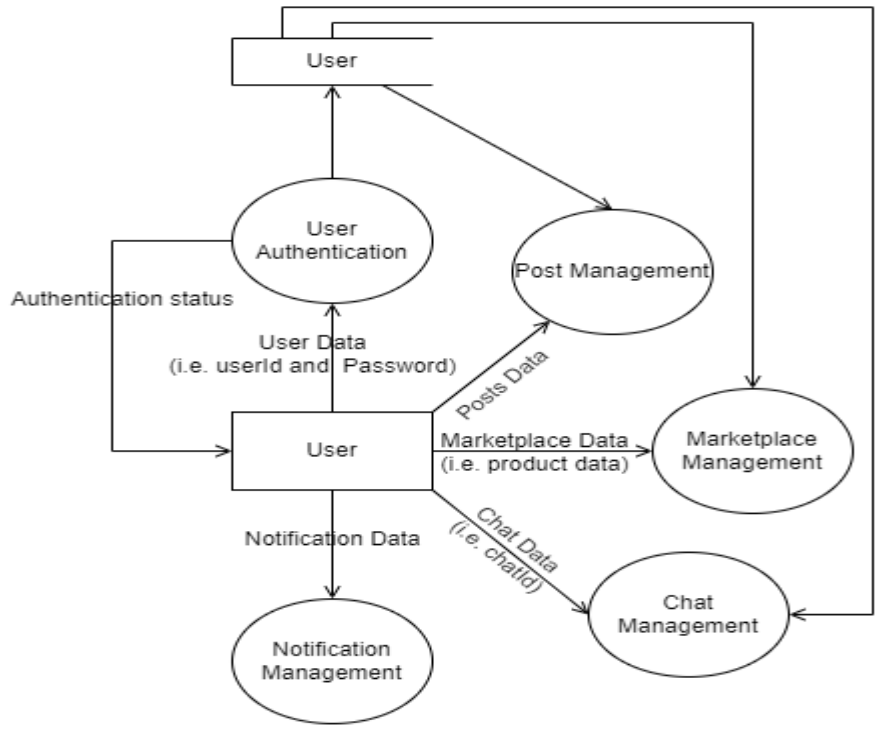 User
User
Authentication
Post Management
Authentication status
User Data
(i.e. userId and Password)
Posts Data
User
Marketplace Data
(i.e. product data)
Marketplace
Management
Notification Data
Chat Data
(i.e. chatId)
Chat
Management
Notification
Management